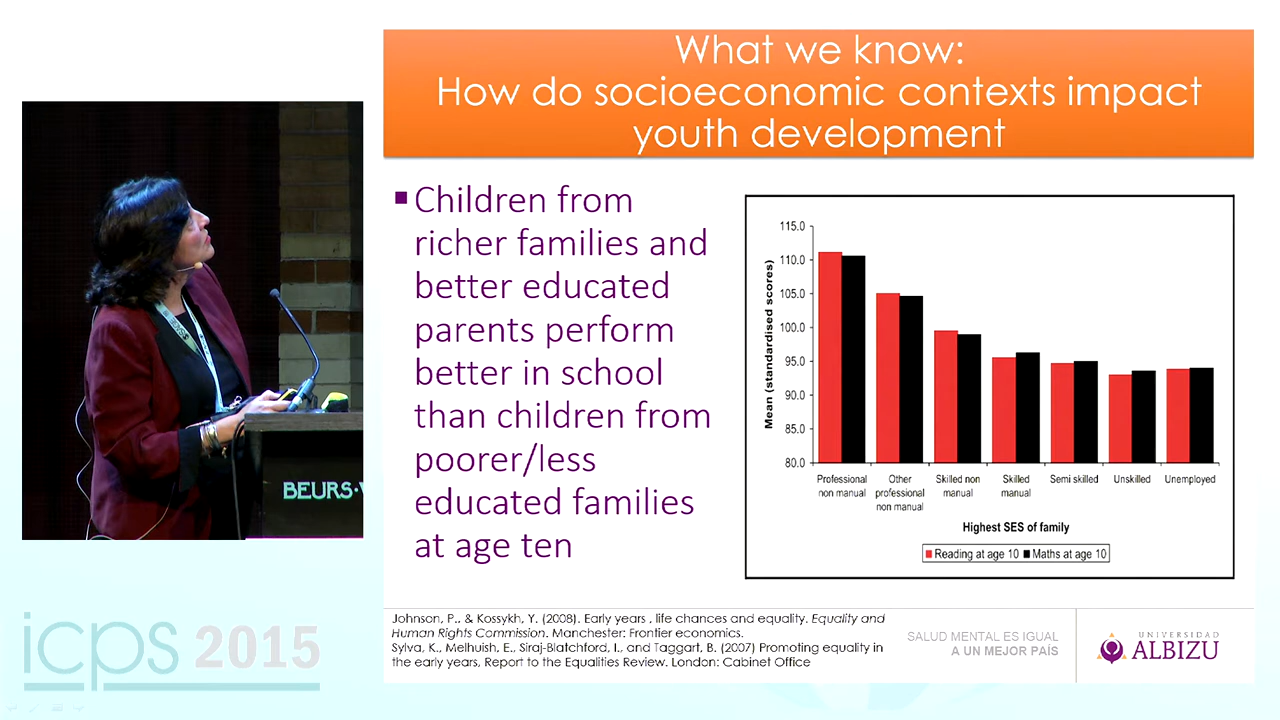 What we know:
How do socioeconomic contexts impact
youth development
▪Children from
richer families and
better educated
parents perform
better in school
than children from
poorer/less
educated families
at age ten
Mean (standardised scores)
115.0
110.0
105.0
100.0
95.0
90.0
85.0
80.0
Professional
non manual
Other
professional
non manual
Skilled non
manual
Skilled
manual
Semi skilled
Unskilled
Unemployed
Highest SES of family
Reading at age 10
Maths at age 10
BEURS·
Johnson, P., & Kossykh, Y. (2008). Early years , life chances and equality. Equality and
Human Rights Commission. Manchester: Frontier economics.
Sylva, K., Melhuish, E., Siraj-Blatchford, I., and Taggart, B. (2007) Promoting equality in
the early years, Report to the Equalities Review. London: Cabinet Office
SALUD MENTAL ES IGUAL
A UN MEJOR PAÍS
UNIVERSIDAD
ALBIZU
icps 2015